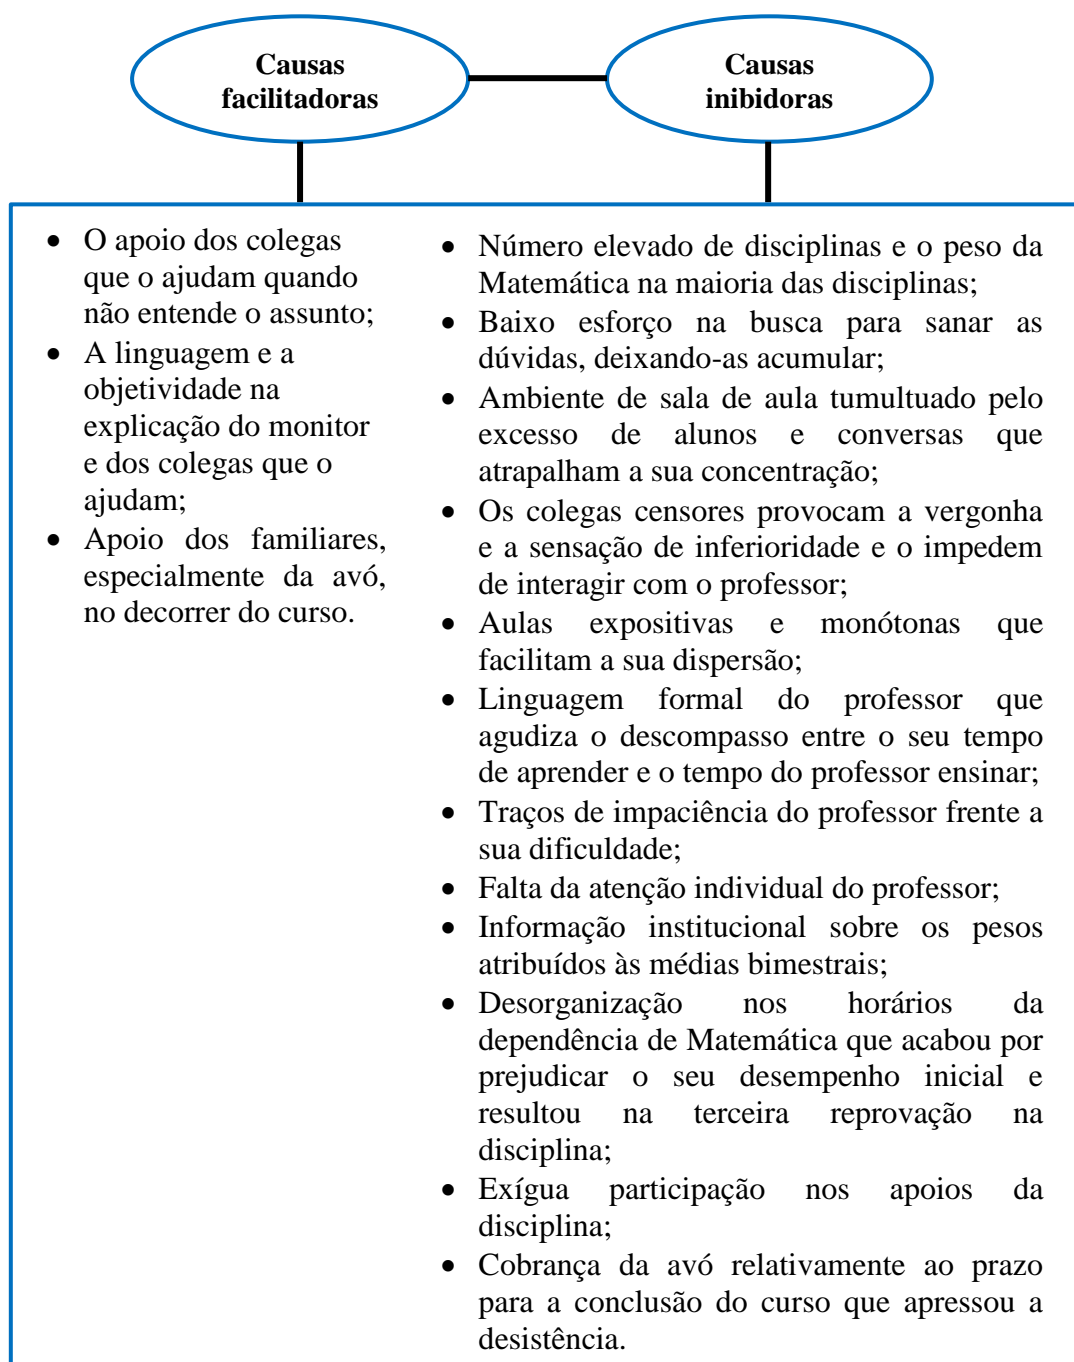 Causas
facilitadoras
Causas
inibidoras
• O apoio dos colegas
que o ajudam quando
não entende o assunto;
• A linguagem e a
objetividade na
explicação do monitor
e dos colegas que o
ajudam;
• Apoio dos familiares,
especialmente da avó,
no decorrer do curso.
• Número elevado de disciplinas e o peso da
Matemática na maioria das disciplinas;
• Baixo esforço na busca para sanar as
dúvidas, deixando-as acumular;
• Ambiente de sala de aula tumultuado pelo
excesso de alunos e conversas que
atrapalham a sua concentração;
• Os colegas censores provocam a vergonha
e a sensação de inferioridade e o impedem
de interagir com o professor;
• Aulas expositivas e monótonas que
facilitam a sua dispersão;
• Linguagem formal do professor que
agudiza o descompasso entre o seu tempo
de aprender e o tempo do professor ensinar;
• Traços de impaciência do professor frente a
sua dificuldade;
• Falta da atenção individual do professor;
• Informação institucional sobre os pesos
atribuídos às médias bimestrais;
• Desorganização nos horários da
dependência de Matemática que acabou por
prejudicar o seu desempenho inicial e
resultou na terceira reprovação na
disciplina;
• Exígua participação nos apoios da
disciplina;
• Cobrança da avó relativamente ao prazo
para a conclusão do curso que apressou a
desistência.